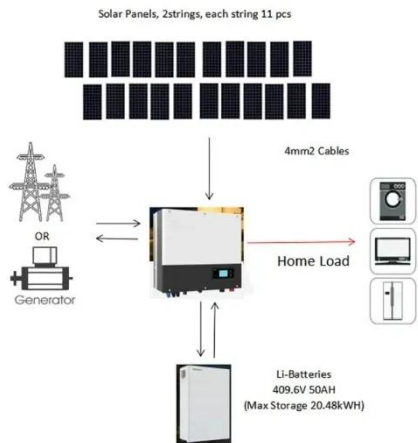 Solar Panels, 2strings, each string 11 pcs
4mm2 Cables
OR
Generator
Home Load
Li-Batteries
409.6V 50AH
(Max Storage 20.48kWH)